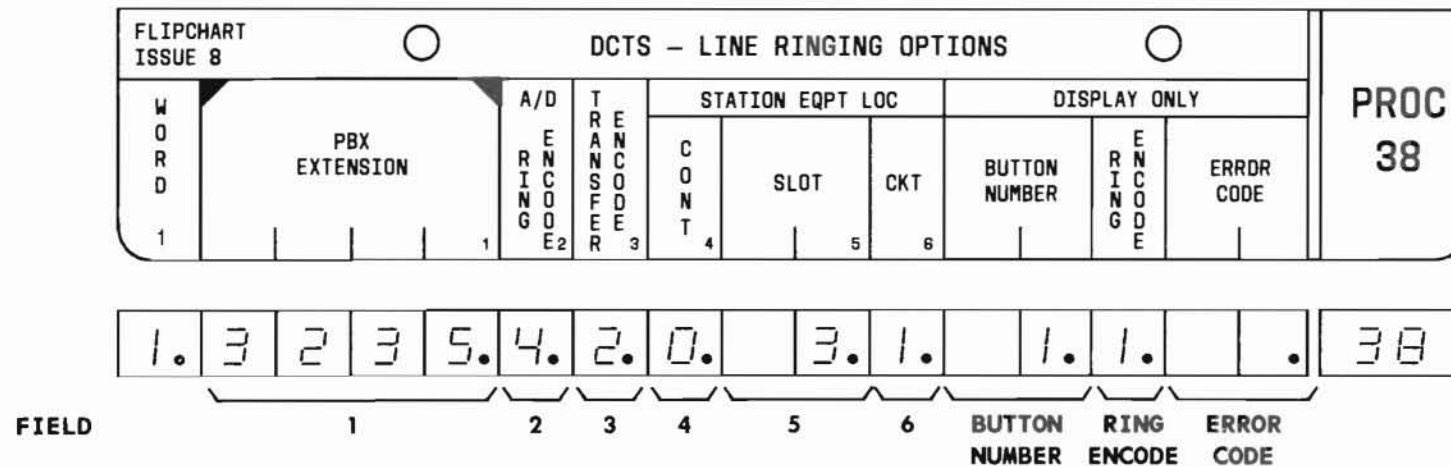 FLIPCHART
ISSUE 8
DCTS – LINE RINGING OPTIONS
WORD 1
PBX
EXTENSION
1
A/D RING ENCODE 2
TRANSFER ENCODE 3
STATION EQPT LOC
CONT 4
SLOT 5
CKT 6
DISPLAY ONLY
BUTTON
NUMBER
RING ENCODE
ERROR
CODE
PROC
38
1. 3 2 3 5. 4. 2. 0. 3. 1. 1. 1. . 38
FIELD 1 2 3 4 5 6 BUTTON RING ERROR
NUMBER ENCODE CODE